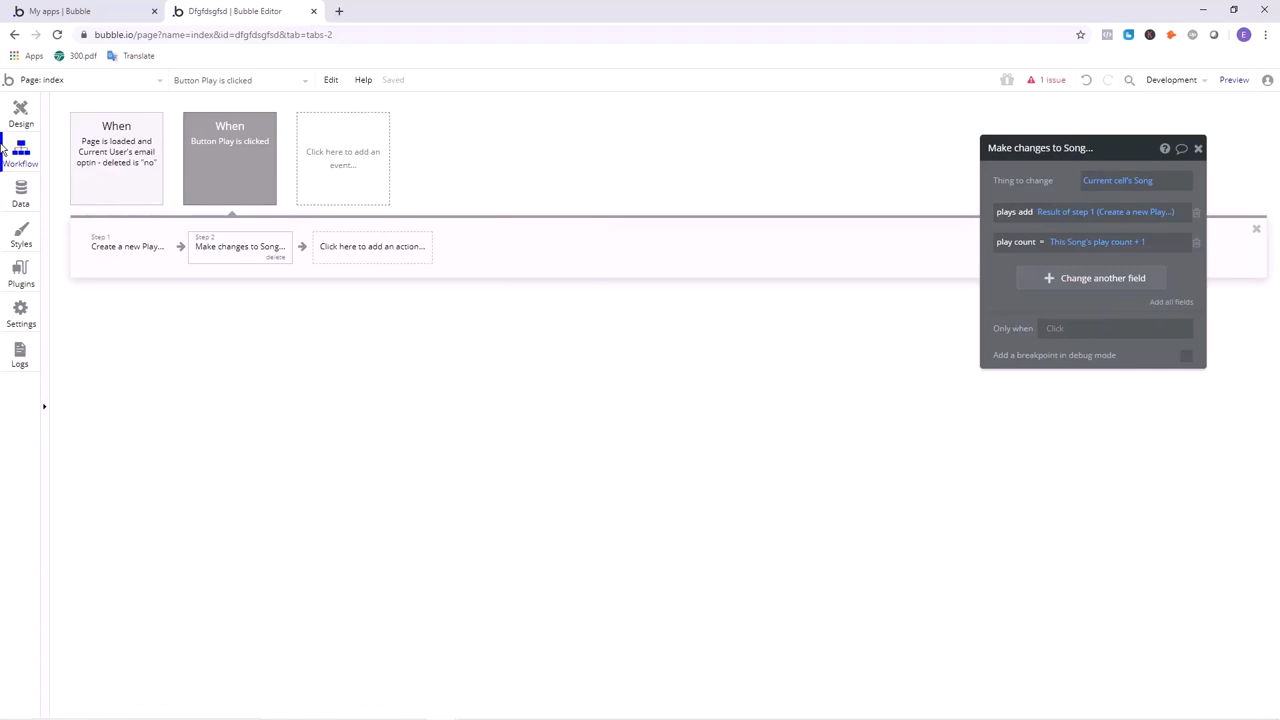 My apps | Bubble
Dfgfdsgfsd | Bubble Editor
bubble.io/page?name=index&id=dfgfdsgfsd&tab=tabs-2
E
Apps
300.pdf
Translate
Page: index
Button Play is clicked
Edit
Help
Saved
1 issue
Development
Preview
Design
Workflow
Data
Styles
Plugins
Settings
Logs
When
Page is loaded and
Current User's email
optin - deleted is "no"
When
Button Play is clicked
Click here to add an
event...
Step 1
Create a new Play...
Step 2
Make changes to Song...
delete
Click here to add an action...
Make changes to Song...
Thing to change
Current cell's Song
plays add Result of step 1 (Create a new Play...)
play count = This Song's play count + 1
Change another field
Add all fields
Only when
Click
Add a breakpoint in debug mode